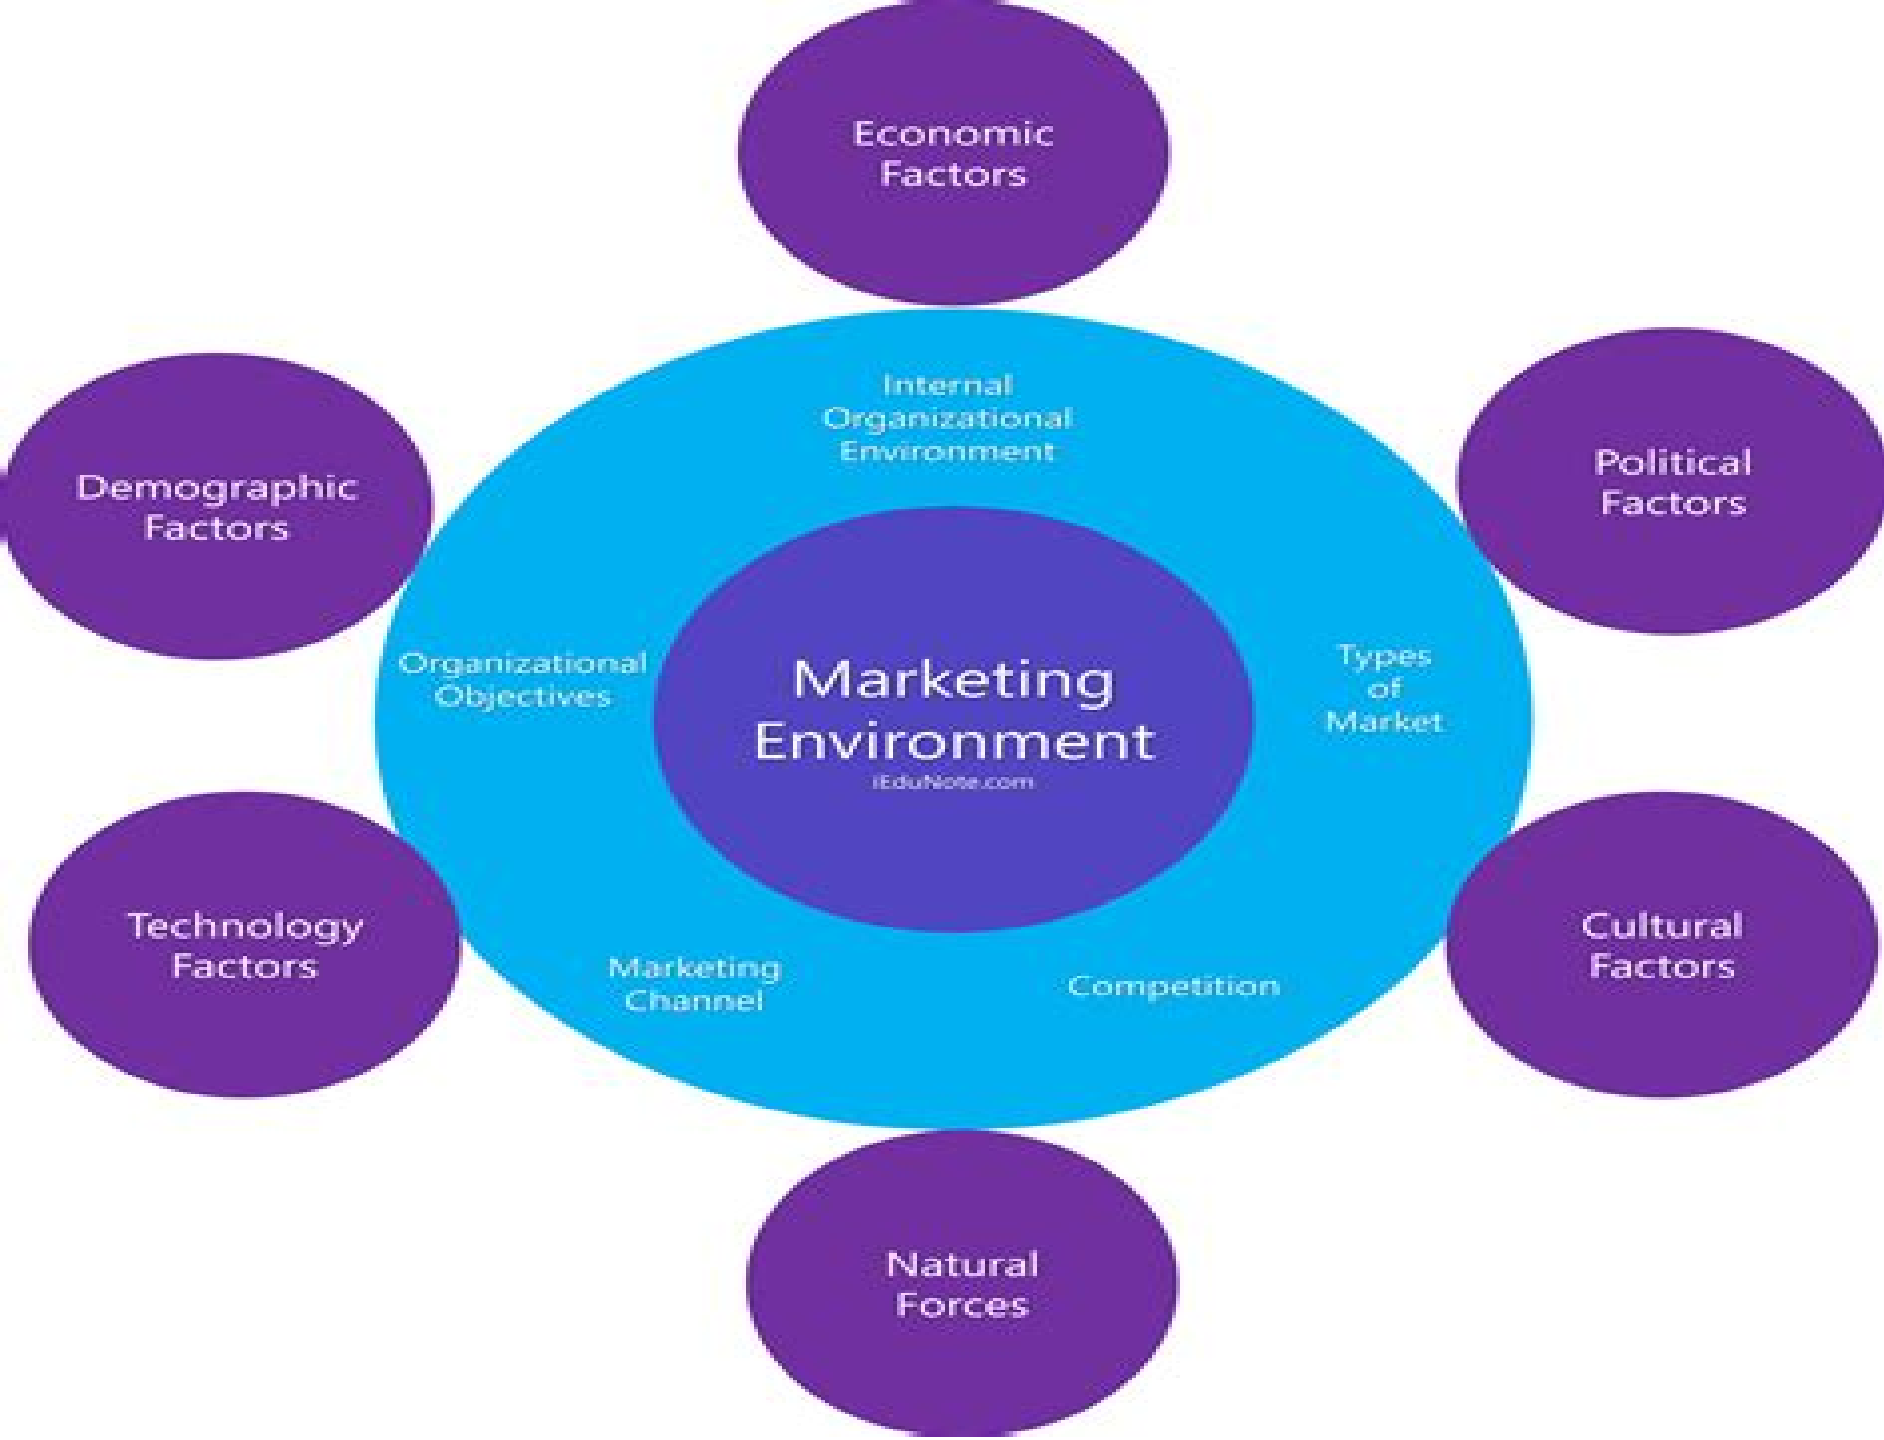 Economic
Factors
Internal
Organizational
Environment
Political
Factors
Demographic
Factors
Organizational
Objectives
Marketing
Environment
iEduNote.com
Types
of
Market
Technology
Factors
Marketing
Channel
Competition
Cultural
Factors
Natural
Forces